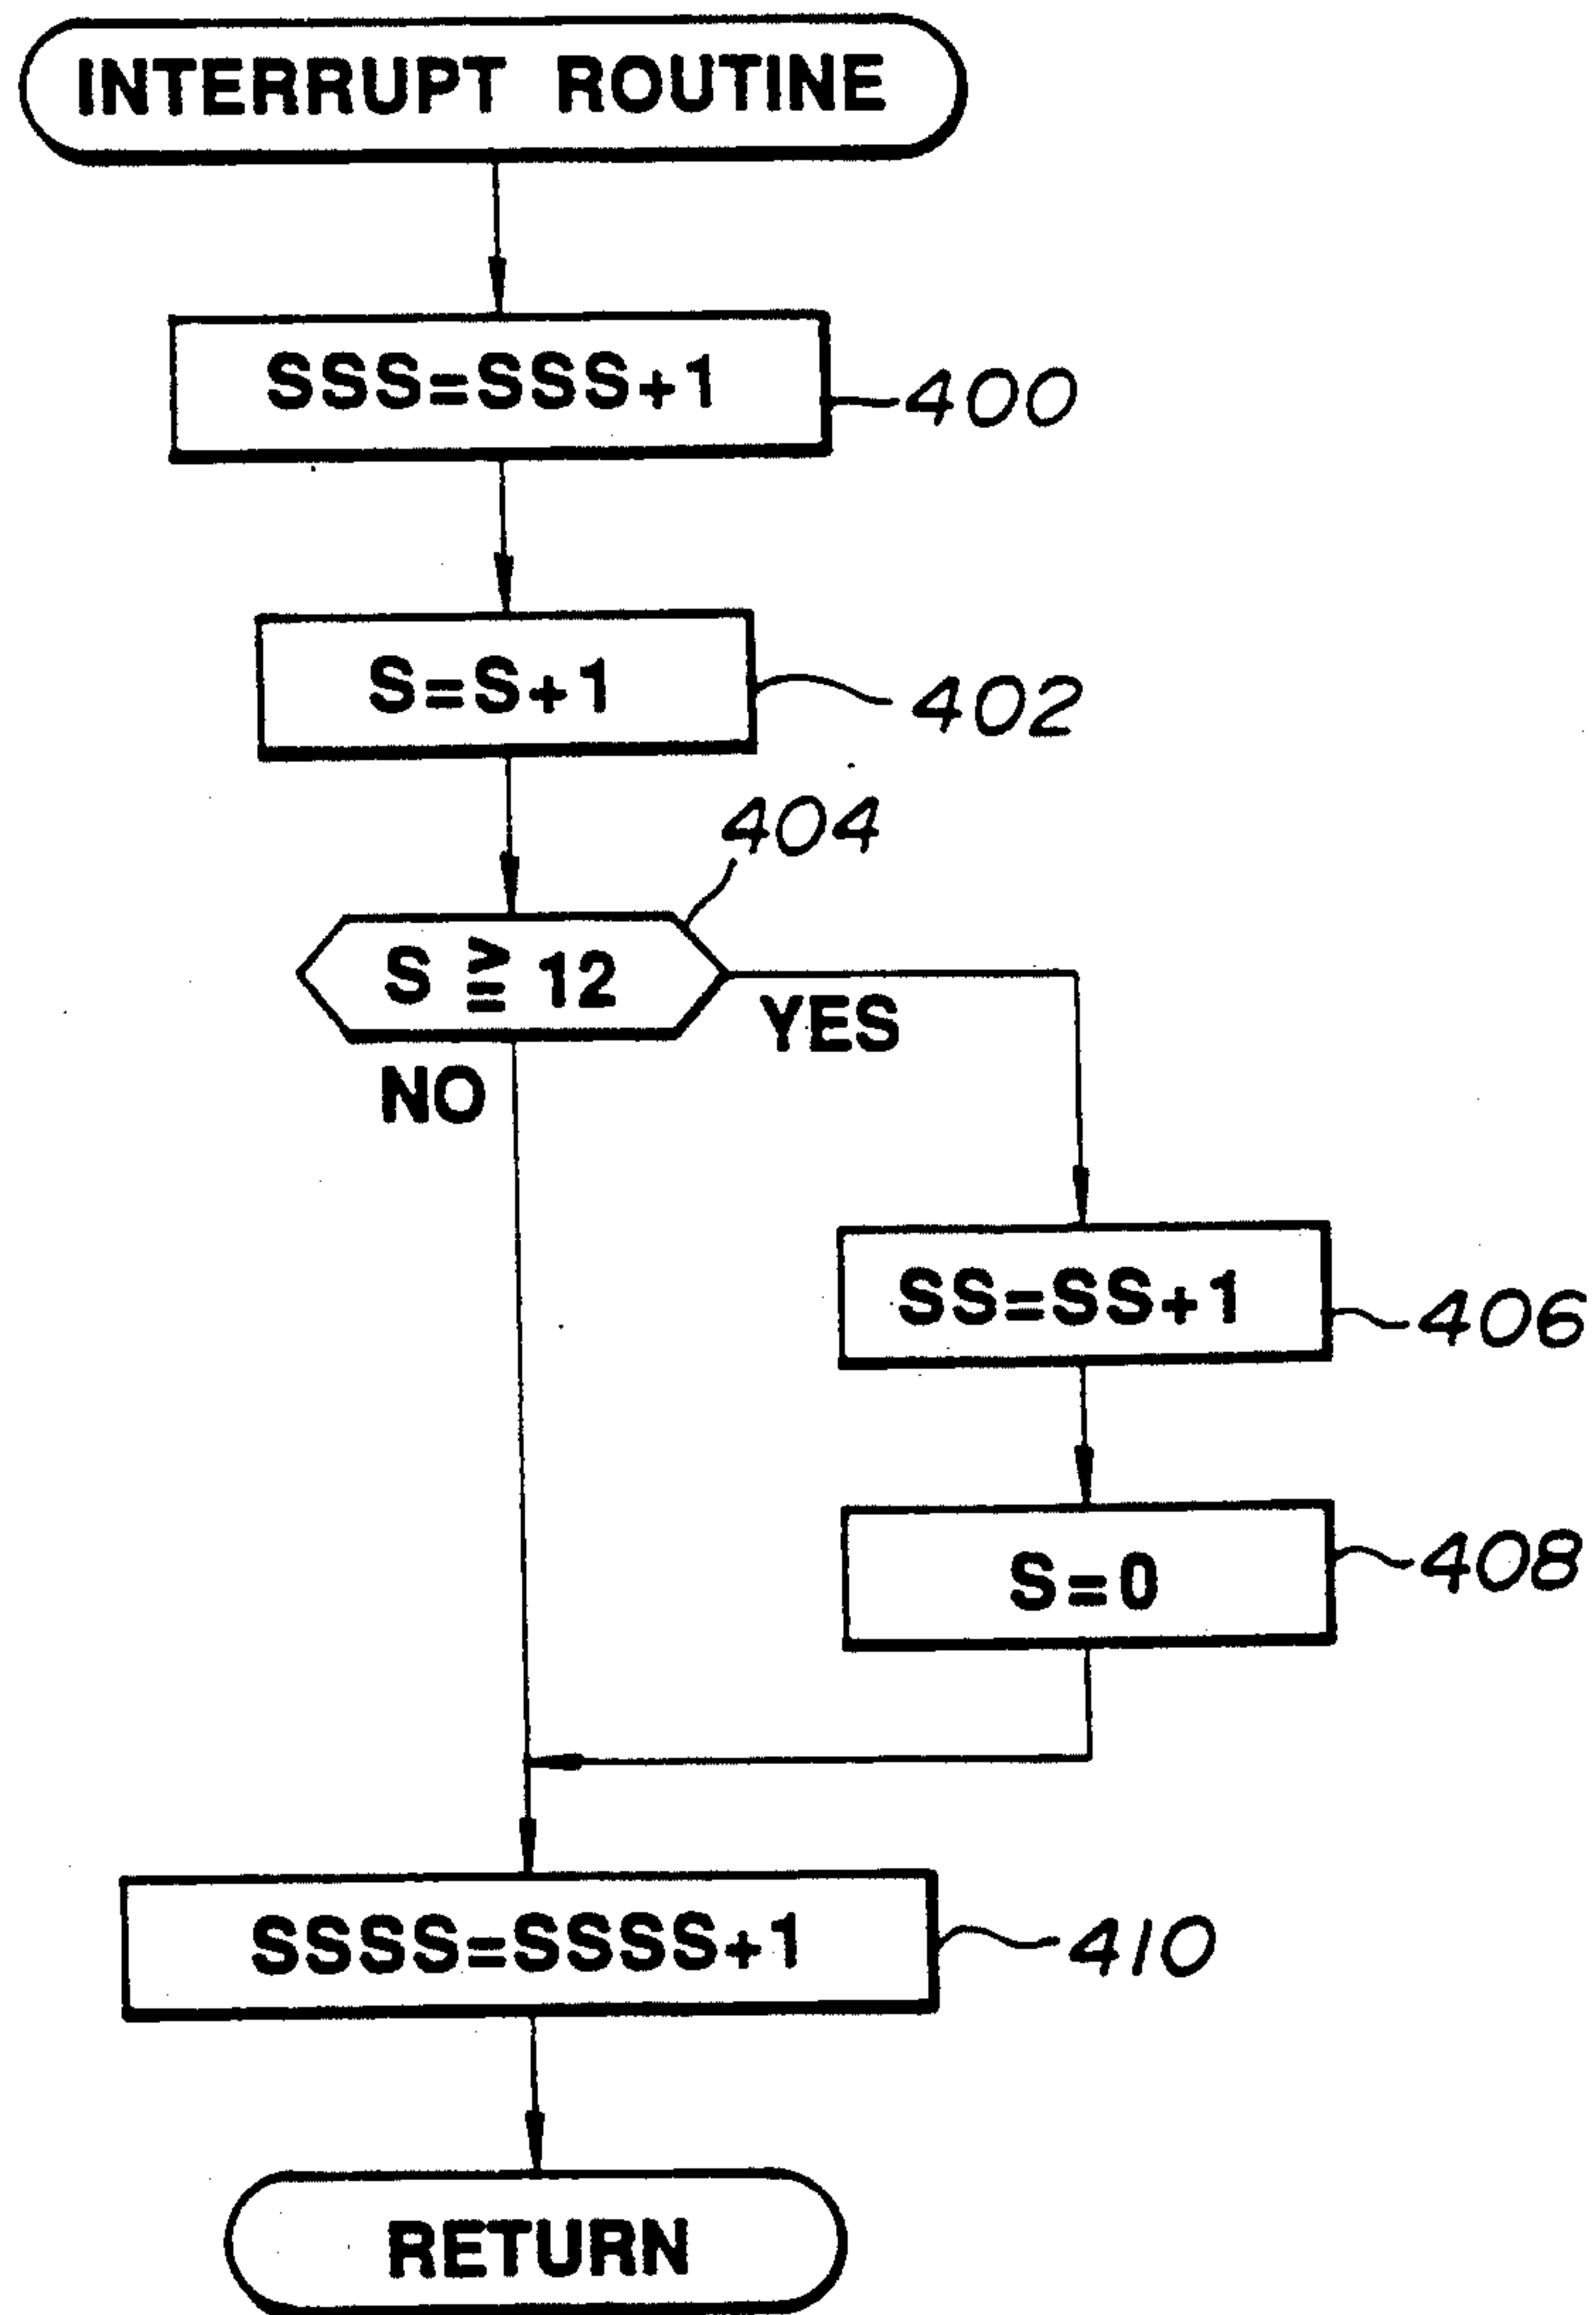 INTERRUPT ROUTINE
SSS=SSS+1
400
S=S+1
402
404
S ≧ 12
YES
NO
SS=SS+1
406
S=0
408
SSSS=SSSS+1
410
RETURN